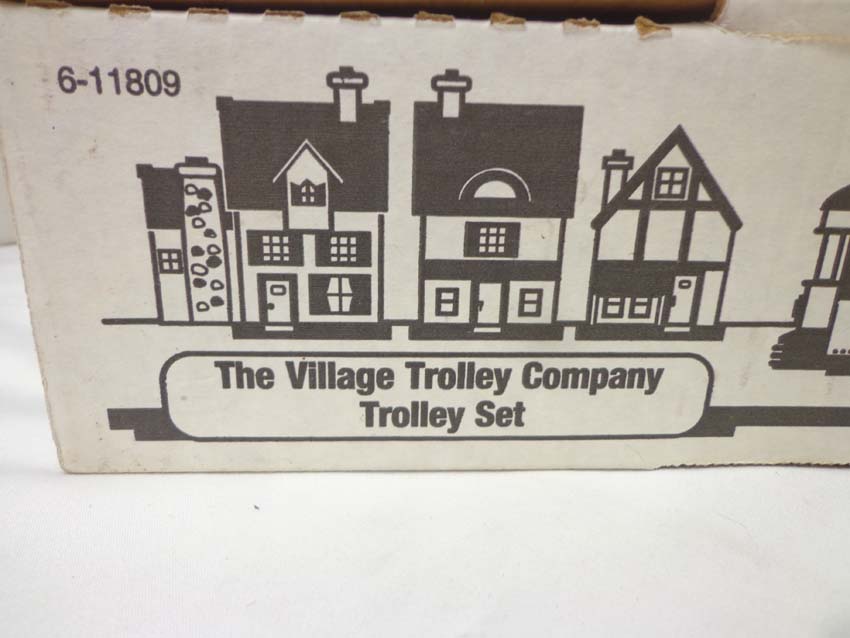 6-11809
The Village Trolley Company
Trolley Set